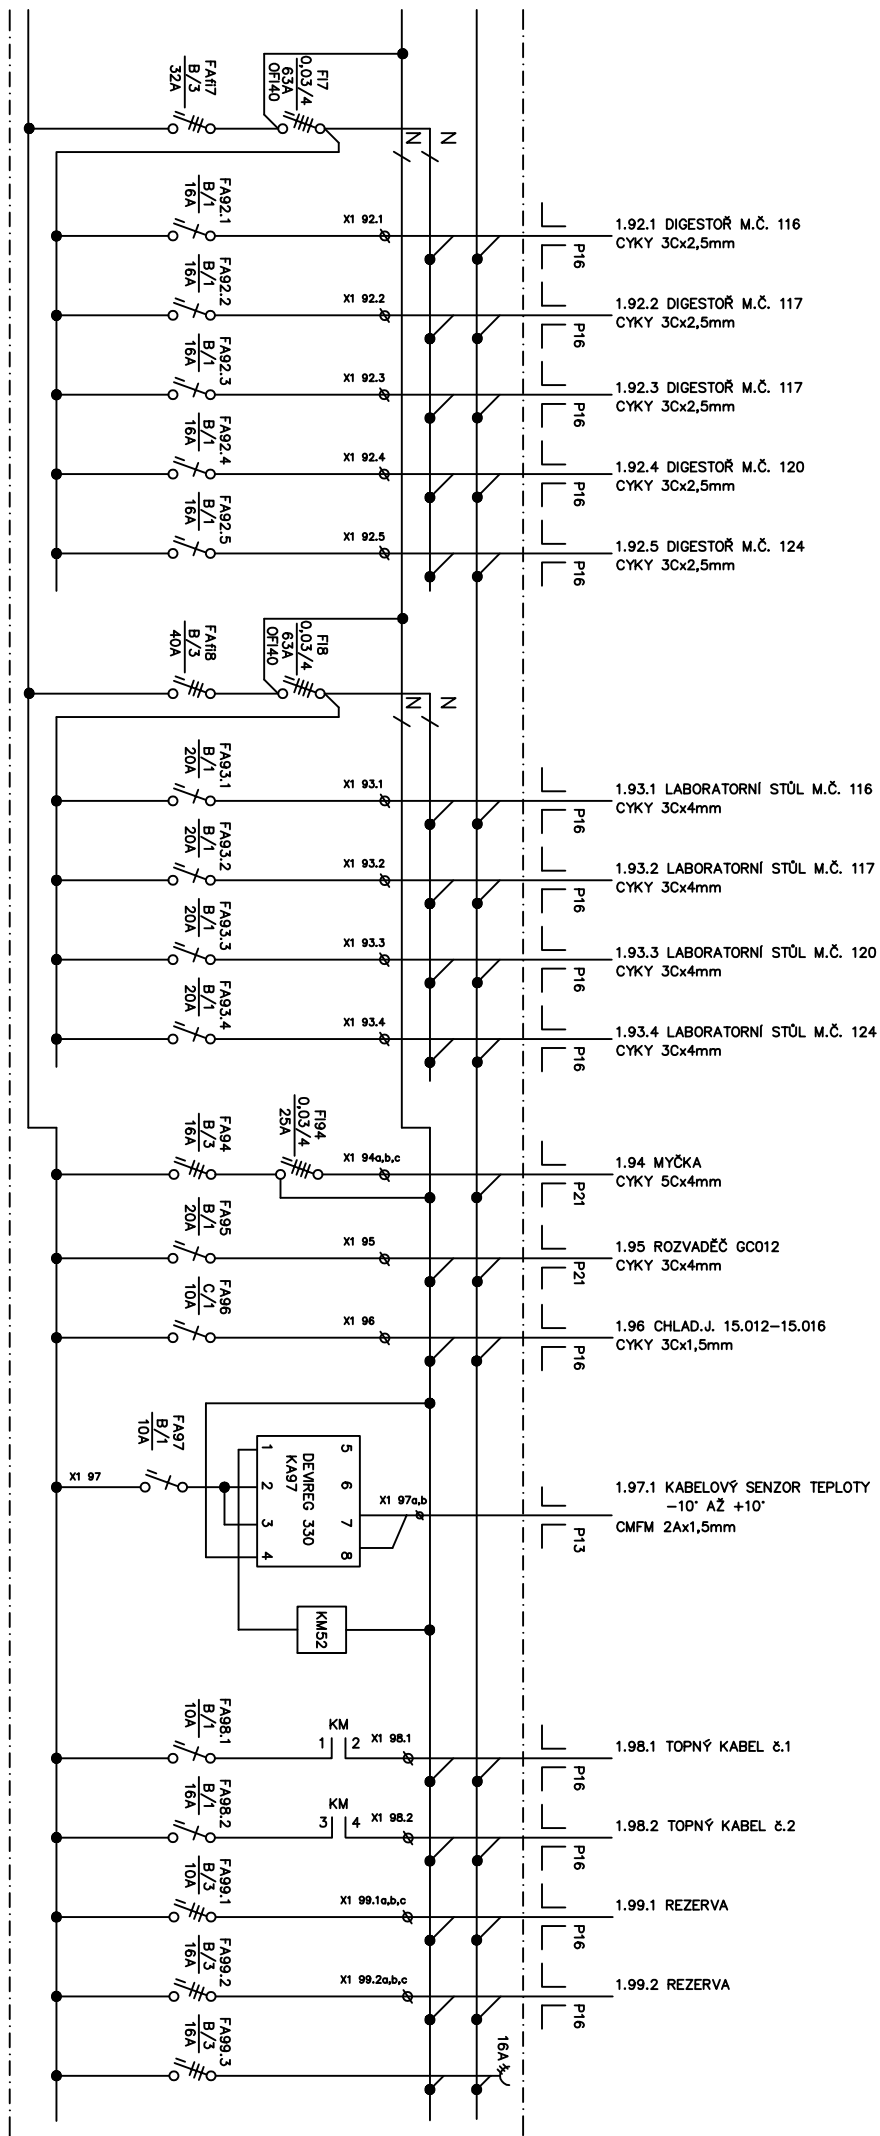 FAfi7
B/3
32A
FI7
0,03/4
63A
OFI40
N
N
FA92.1
B/1
16A
X1 92.1
P16
1.92.1 DIGESTOŘ M.Č. 116
CYKY 3Cx2,5mm
FA92.2
B/1
16A
X1 92.2
P16
1.92.2 DIGESTOŘ M.Č. 117
CYKY 3Cx2,5mm
FA92.3
B/1
16A
X1 92.3
P16
1.92.3 DIGESTOŘ M.Č. 117
CYKY 3Cx2,5mm
FA92.4
B/1
16A
X1 92.4
P16
1.92.4 DIGESTOŘ M.Č. 120
CYKY 3Cx2,5mm
FA92.5
B/1
16A
X1 92.5
P16
1.92.5 DIGESTOŘ M.Č. 124
CYKY 3Cx2,5mm
FAfi8
B/3
40A
FI8
0,03/4
63A
OFI40
N
N
FA93.1
B/1
20A
X1 93.1
P16
1.93.1 LABORATORNÍ STŮL M.Č. 116
CYKY 3Cx4mm
FA93.2
B/1
20A
X1 93.2
P16
1.93.2 LABORATORNÍ STŮL M.Č. 117
CYKY 3Cx4mm
FA93.3
B/1
20A
X1 93.3
P16
1.93.3 LABORATORNÍ STŮL M.Č. 120
CYKY 3Cx4mm
FA93.4
B/1
20A
X1 93.4
P16
1.93.4 LABORATORNÍ STŮL M.Č. 124
CYKY 3Cx4mm
FA94
B/3
16A
FI94
0,03/4
25A
X1 94a,b,c
P21
1.94 MYČKA
CYKY 5Cx4mm
FA95
B/1
20A
X1 95
P21
1.95 ROZVADĚČ GC012
CYKY 3Cx4mm
FA96
C/1
10A
X1 96
P16
1.96 CHLAD.J. 15.012-15.016
CYKY 3Cx1,5mm
FA97
B/1
10A
X1 97
1
2
3
4
DEVIREG 330
KA97
5
6
7
8
X1 97a,b
P13
1.97.1 KABELOVÝ SENZOR TEPLOTY
-10° AŽ +10°
CMFM 2Ax1,5mm
KM52
FA98.1
B/1
10A
KM
1 2
X1 98.1
P16
1.98.1 TOPNÝ KABEL č.1
FA98.2
B/1
16A
KM
3 4
X1 98.2
P16
1.98.2 TOPNÝ KABEL č.2
FA99.1
B/3
10A
X1 99.1a,b,c
P16
1.99.1 REZERVA
FA99.2
B/3
16A
X1 99.2a,b,c
P16
1.99.2 REZERVA
FA99.3
B/3
16A
16A